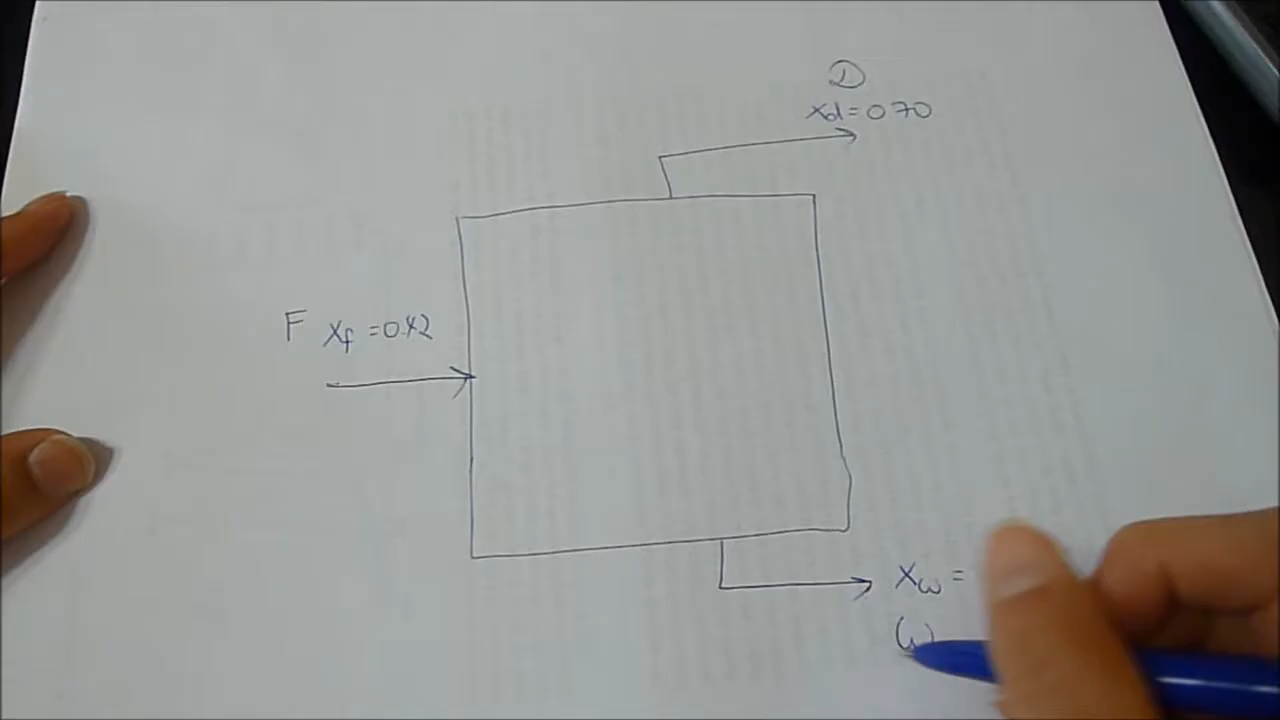 D
xd = 0.70
F xf = 0.42
xw =
W